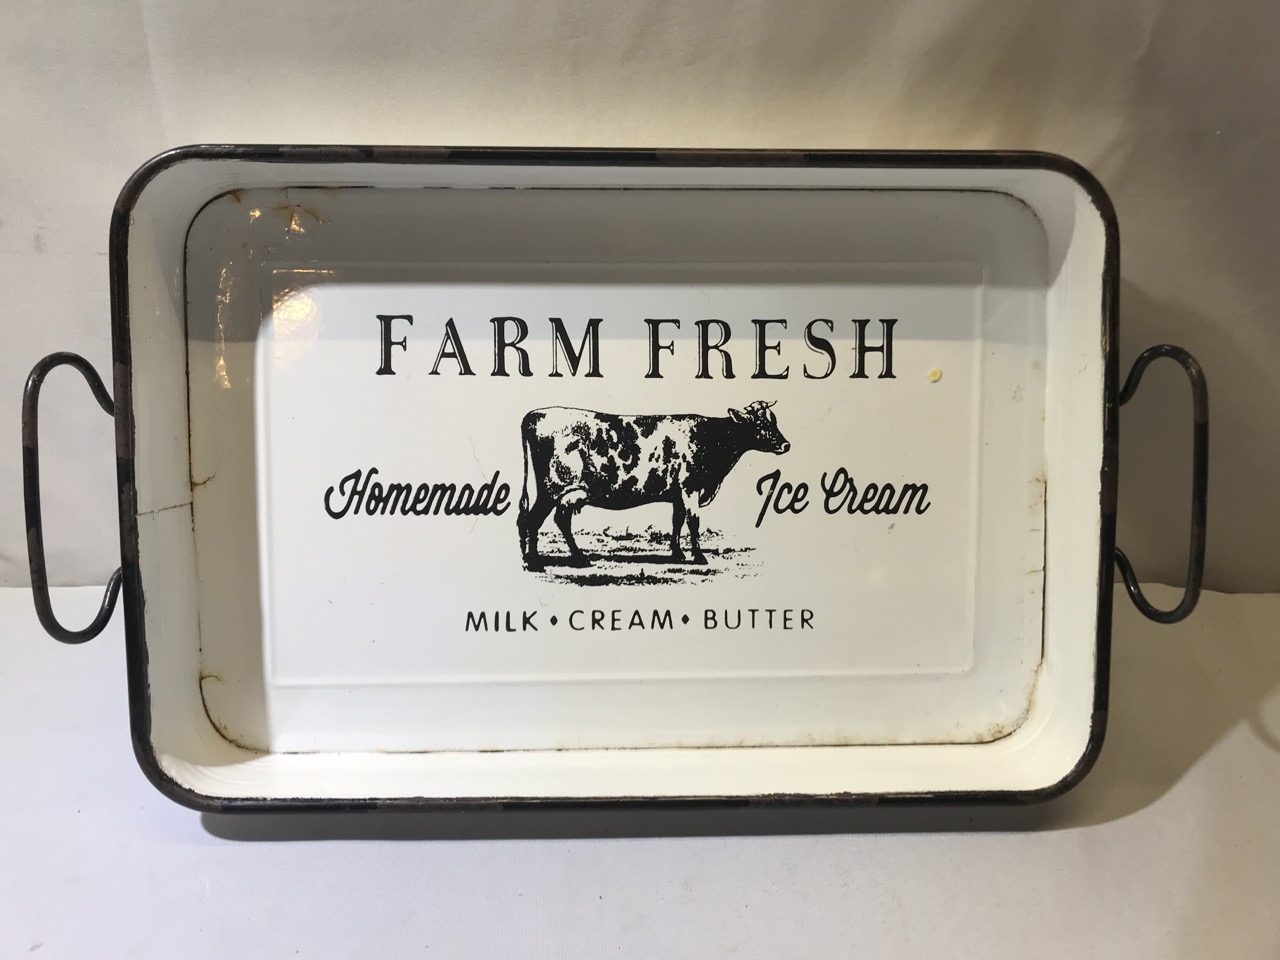 FARM FRESH
Homemade Ice Cream
MILK • CREAM • BUTTER